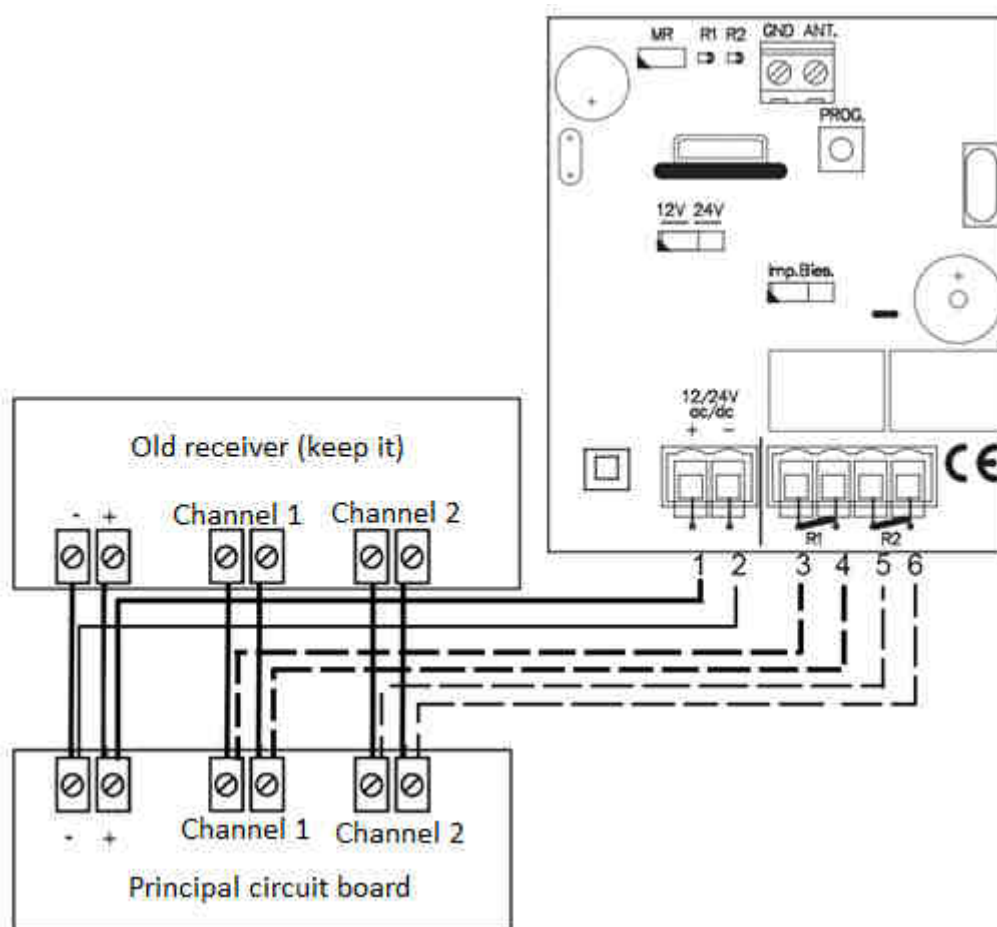 MR R1 R2 GND ANT.
PROG.
12V 24V
Imp.Bies.
12/24V
ac/dc
+ -
CE
R1 R2
1 2 3 4 5 6
Old receiver (keep it)
- + Channel 1 Channel 2
- + Channel 1 Channel 2
Principal circuit board